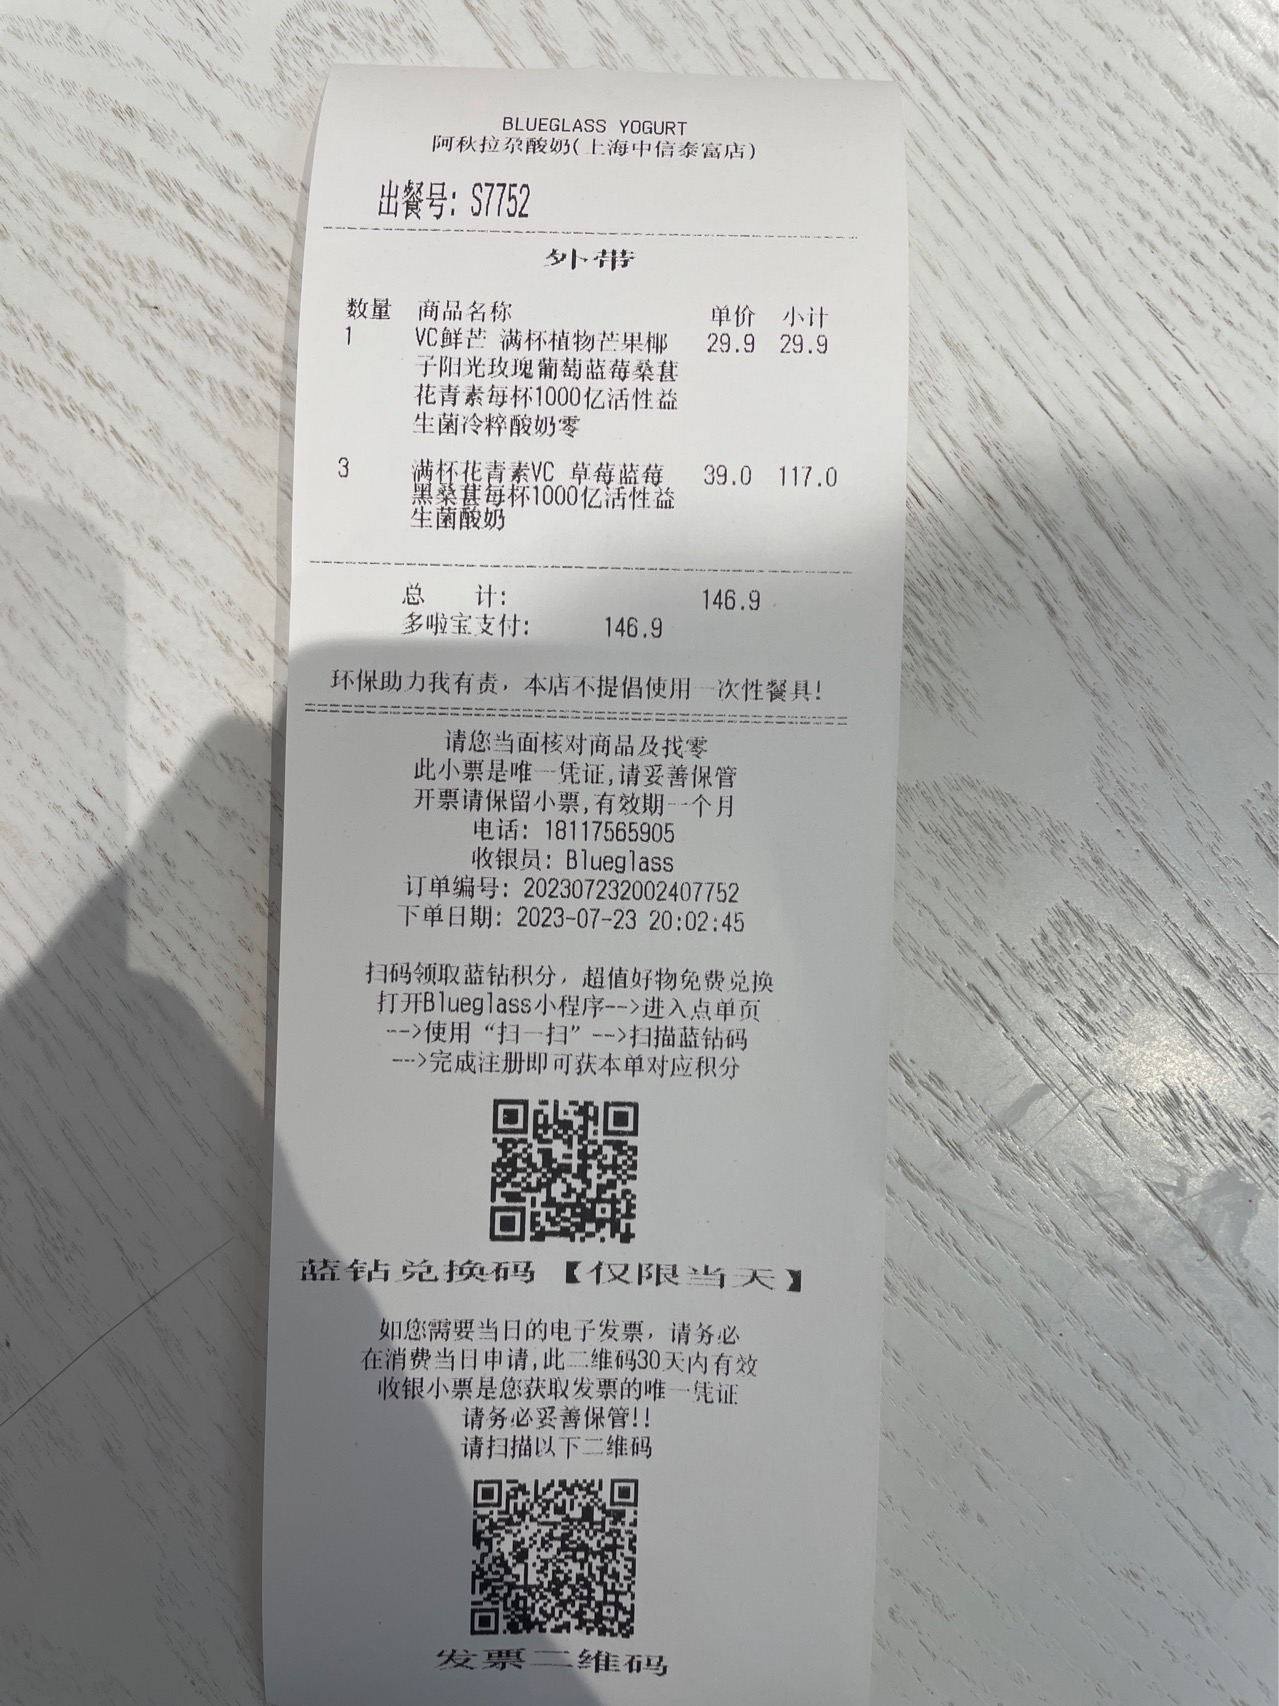 BLUEGLASS YOGURT
阿秋拉尕酸奶(上海中信泰富店)
出餐号: S7752
外带
数量 商品名称 单价 小计
1 VC鲜芒 满杯植物芒果椰 29.9 29.9
子阳光玫瑰葡萄蓝莓桑葚
花青素每杯1000亿活性益
生菌冷粹酸奶零
3 满杯花青素VC 草莓蓝莓 39.0 117.0
黑桑葚每杯1000亿活性益
生菌酸奶
总 计: 146.9
多啦宝支付: 146.9
环保助力我有责，本店不提倡使用一次性餐具!
请您当面核对商品及找零
此小票是唯一凭证,请妥善保管
开票请保留小票,有效期一个月
电话: 18117565905
收银员: Blueglass
订单编号: 202307232002407752
下单日期: 2023-07-23 20:02:45
扫码领取蓝钻积分，超值好物免费兑换
打开Blueglass小程序-->进入点单页
-->使用“扫一扫”-->扫描蓝钻码
-->完成注册即可获本单对应积分
蓝钻兑换码【仅限当天】
如您需要当日的电子发票，请务必
在消费当日申请,此二维码30天内有效
收银小票是您获取发票的唯一凭证
请务必妥善保管!!
请扫描以下二维码
发票二维码